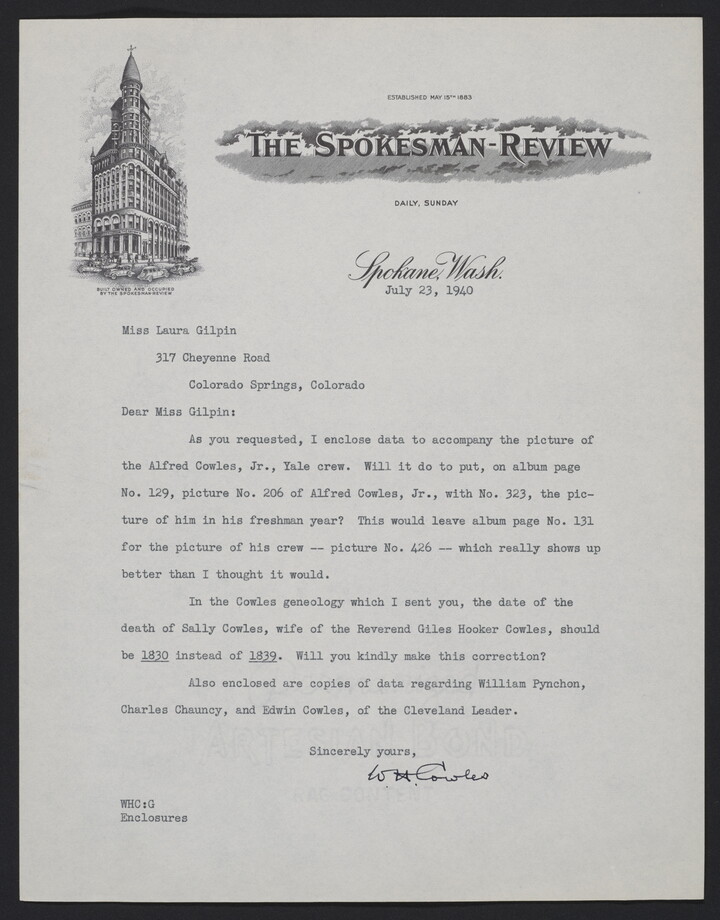 ESTABLISHED MAY 15TH 1883
THE SPOKESMAN-REVIEW
DAILY, SUNDAY
BUILT OWNED AND OCCUPIED
BY THE SPOKESMAN-REVIEW
Spokane, Wash.
July 23, 1940
Miss Laura Gilpin
317 Cheyenne Road
Colorado Springs, Colorado
Dear Miss Gilpin:
As you requested, I enclose data to accompany the picture of
the Alfred Cowles, Jr., Yale crew. Will it do to put, on album page
No. 129, picture No. 206 of Alfred Cowles, Jr., with No. 323, the pic-
ture of him in his freshman year? This would leave album page No. 131
for the picture of his crew -- picture No. 426 -- which really shows up
better than I thought it would.
In the Cowles geneology which I sent you, the date of the
death of Sally Cowles, wife of the Reverend Giles Hooker Cowles, should
be 1830 instead of 1839. Will you kindly make this correction?
Also enclosed are copies of data regarding William Pynchon,
Charles Chauncy, and Edwin Cowles, of the Cleveland Leader.
Sincerely yours,
W H Cowles
WHC:G
Enclosures
ARTESIAN BOND